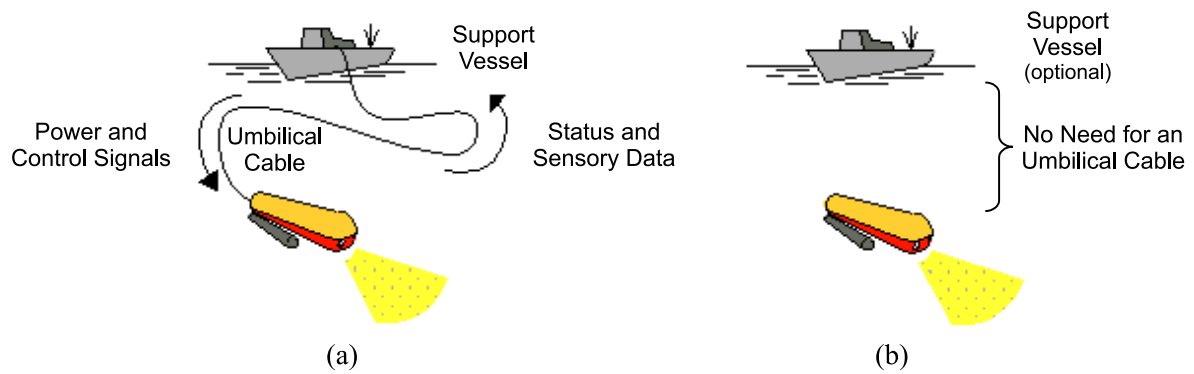 Support
Vessel
Power and
Control Signals
Umbilical
Cable
Status and
Sensory Data
(a)
Support
Vessel
(optional)
No Need for an
Umbilical Cable
(b)